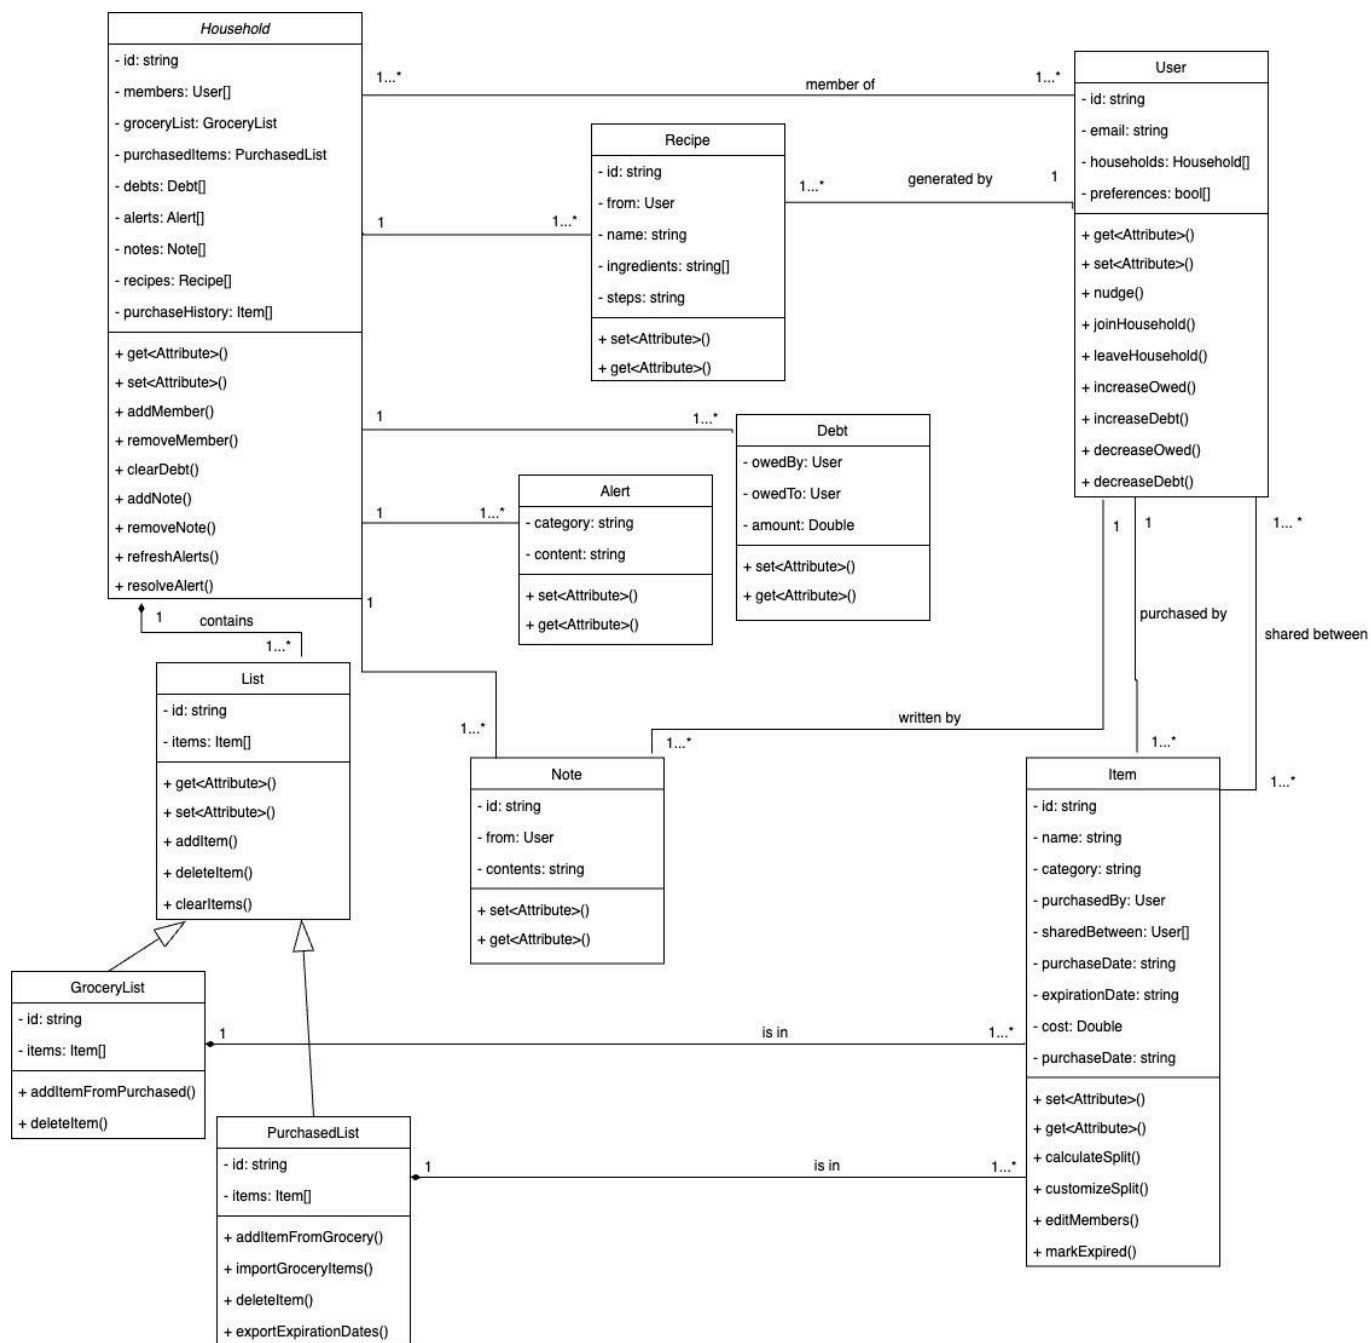 Household
- id: string
- members: User[]
- groceryList: GroceryList
- purchasedItems: PurchasedList
- debts: Debt[]
- alerts: Alert[]
- notes: Note[]
- recipes: Recipe[]
- purchaseHistory: Item[]
+ get<Attribute>()
+ set<Attribute>()
+ addMember()
+ removeMember()
+ clearDebt()
+ addNote()
+ removeNote()
+ refreshAlerts()
+ resolveAlert()
1...*
member of
1...*
User
- id: string
- email: string
- households: Household[]
- preferences: bool[]
+ get<Attribute>()
+ set<Attribute>()
+ nudge()
+ joinHousehold()
+ leaveHousehold()
+ increaseOwed()
+ increaseDebt()
+ decreaseOwed()
+ decreaseDebt()
1
1...*
Recipe
- id: string
- from: User
- name: string
- ingredients: string[]
- steps: string
+ set<Attribute>()
+ get<Attribute>()
1...*
generated by
1
1
1...*
Debt
- owedBy: User
- owedTo: User
- amount: Double
+ set<Attribute>()
+ get<Attribute>()
1
1...*
Alert
- category: string
- content: string
+ set<Attribute>()
+ get<Attribute>()
1
contains
1...*
1
1...*
List
- id: string
- items: Item[]
+ get<Attribute>()
+ set<Attribute>()
+ addItem()
+ deleteItem()
+ clearItems()
Note
- id: string
- from: User
- contents: string
+ set<Attribute>()
+ get<Attribute>()
1...*
written by
1
1
purchased by
1...*
1... *
shared between
1...*
Item
- id: string
- name: string
- category: string
- purchasedBy: User
- sharedBetween: User[]
- purchaseDate: string
- expirationDate: string
- cost: Double
- purchaseDate: string
+ set<Attribute>()
+ get<Attribute>()
+ calculateSplit()
+ customizeSplit()
+ editMembers()
+ markExpired()
GroceryList
- id: string
- items: Item[]
+ addItemFromPurchased()
+ deleteItem()
1
is in
1...*
PurchasedList
- id: string
- items: Item[]
+ addItemFromGrocery()
+ importGroceryItems()
+ deleteItem()
+ exportExpirationDates()
1
is in
1...*